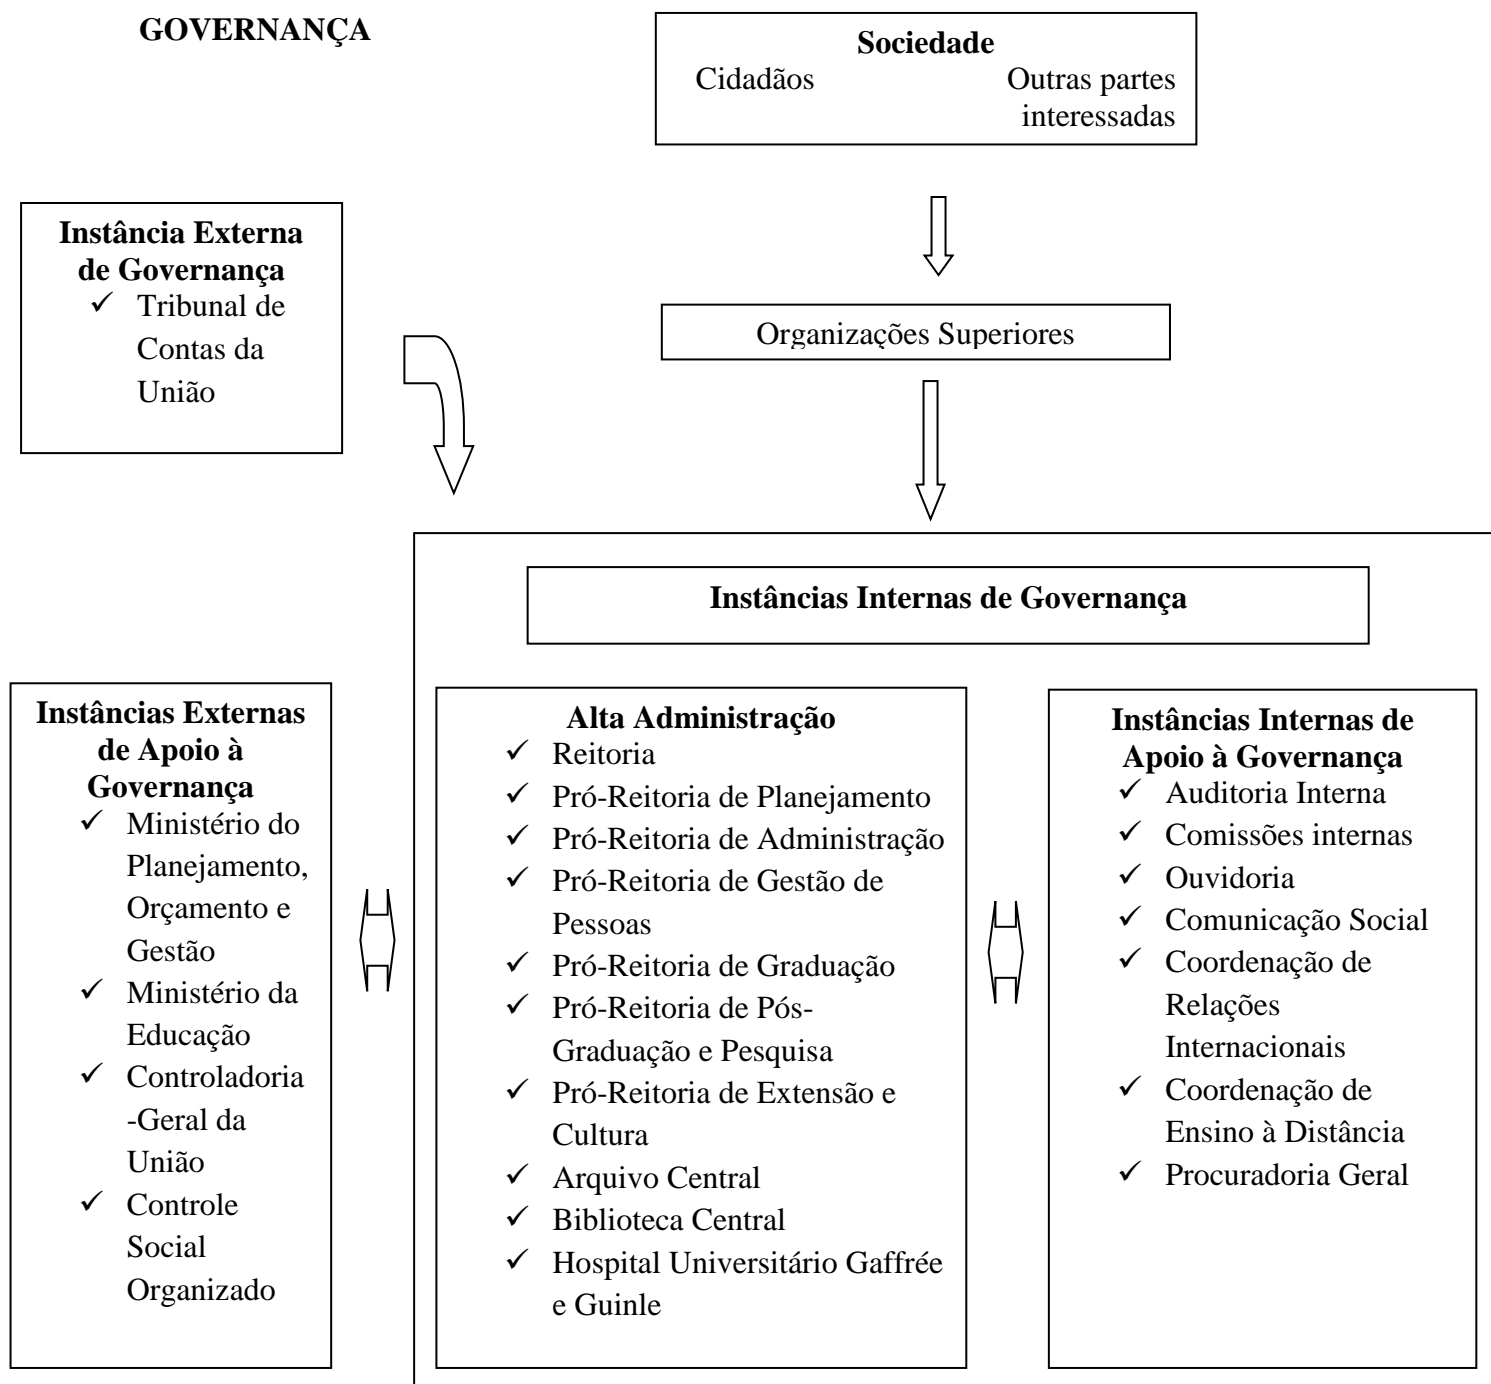 GOVERNANÇA
Sociedade
Cidadãos Outras partes
interessadas
Instância Externa
de Governança
✓ Tribunal de
Contas da
União
Organizações Superiores
Instâncias Internas de Governança
Instâncias Externas
de Apoio à
Governança
✓ Ministério do
Planejamento,
Orçamento e
Gestão
✓ Ministério da
Educação
✓ Controladoria
-Geral da
União
✓ Controle
Social
Organizado
Alta Administração
✓ Reitoria
✓ Pró-Reitoria de Planejamento
✓ Pró-Reitoria de Administração
✓ Pró-Reitoria de Gestão de
Pessoas
✓ Pró-Reitoria de Graduação
✓ Pró-Reitoria de Pós-
Graduação e Pesquisa
✓ Pró-Reitoria de Extensão e
Cultura
✓ Arquivo Central
✓ Biblioteca Central
✓ Hospital Universitário Gaffrée
e Guinle
Instâncias Internas de
Apoio à Governança
✓ Auditoria Interna
✓ Comissões internas
✓ Ouvidoria
✓ Comunicação Social
✓ Coordenação de
Relações
Internacionais
✓ Coordenação de
Ensino à Distância
✓ Procuradoria Geral